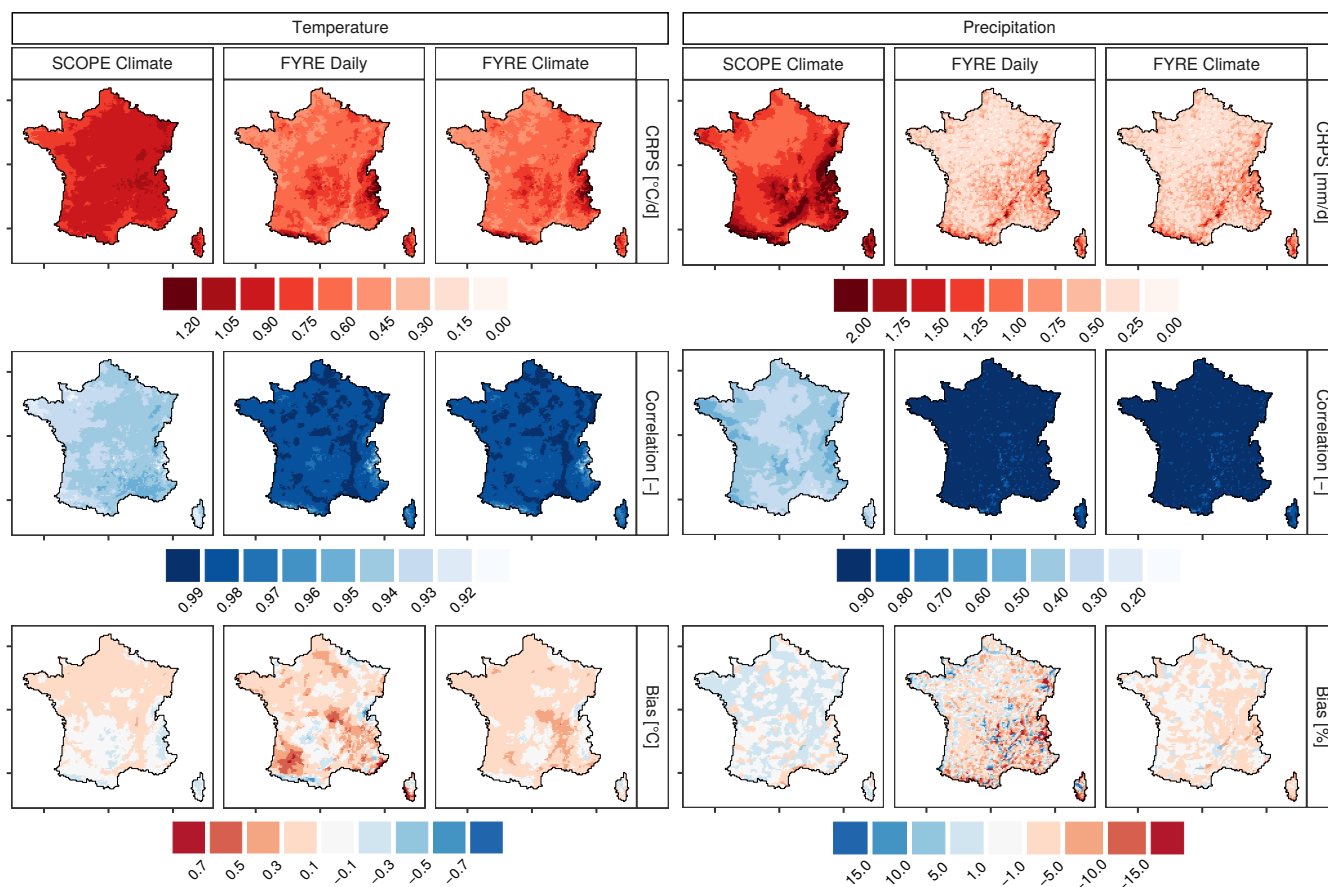 Temperature
Precipitation
SCOPE Climate
FYRE Daily
FYRE Climate
SCOPE Climate
FYRE Daily
FYRE Climate
CRPS [°C/d]
CRPS [mm/d]
1.20 1.05 0.90 0.75 0.60 0.45 0.30 0.15 0.00
2.00 1.75 1.50 1.25 1.00 0.75 0.50 0.25 0.00
Correlation [−]
Correlation [−]
0.99 0.98 0.97 0.96 0.95 0.94 0.93 0.92
0.90 0.80 0.70 0.60 0.50 0.40 0.30 0.20
Bias [°C]
Bias [%]
0.7 0.5 0.3 0.1 −0.1 −0.3 −0.5 −0.7
15.0 10.0 5.0 1.0 −1.0 −5.0 −10.0 −15.0